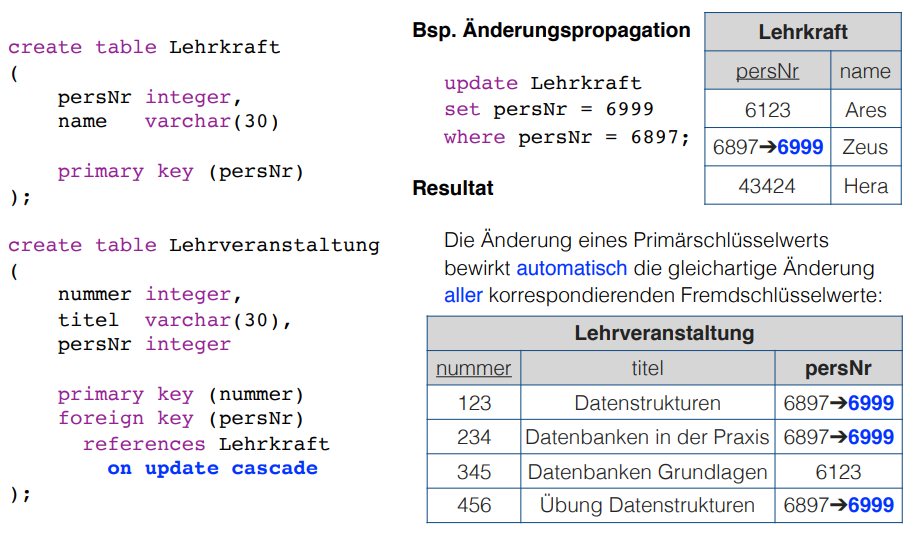 create table Lehrkraft
(
    persNr integer,
    name   varchar(30)
    primary key (persNr)
);
create table Lehrveranstaltung
(
    nummer integer,
    titel  varchar(30),
    persNr integer
    primary key (nummer)
    foreign key (persNr)
      references Lehrkraft
        on update cascade
);
Bsp. Änderungspropagation
update Lehrkraft
set persNr = 6999
where persNr = 6897;
Lehrkraft
persNr name
6123 Ares
6897➔6999 Zeus
43424 Hera
Resultat
Die Änderung eines Primärschlüsselwerts
bewirkt automatisch die gleichartige Änderung
aller korrespondierenden Fremdschlüsselwerte:
Lehrveranstaltung
nummer titel persNr
123 Datenstrukturen 6897➔6999
234 Datenbanken in der Praxis 6897➔6999
345 Datenbanken Grundlagen 6123
456 Übung Datenstrukturen 6897➔6999